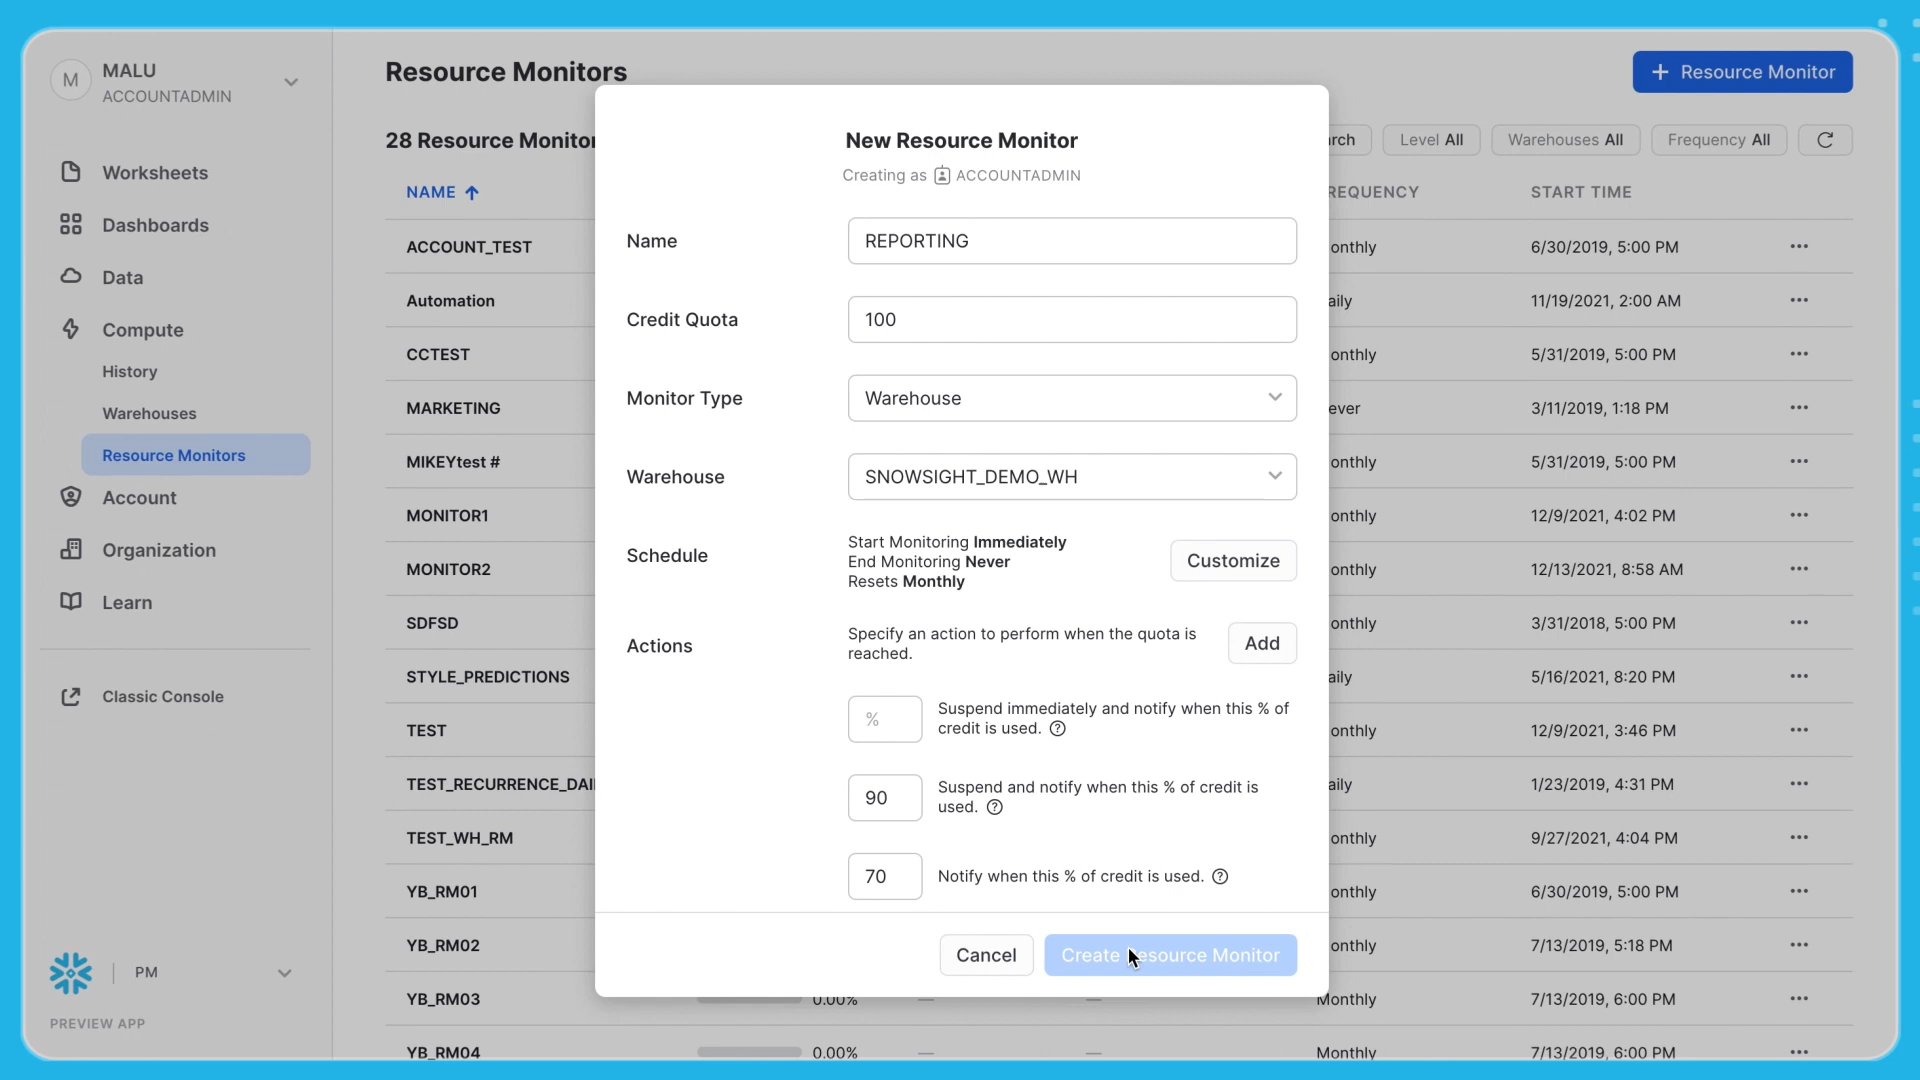 M
MALU
ACCOUNTADMIN
Worksheets
Dashboards
Data
Compute
History
Warehouses
Resource Monitors
Account
Organization
Learn
Classic Console
PM
PREVIEW APP
Resource Monitors
+ Resource Monitor
28 Resource Monitor
rch
Level All
Warehouses All
Frequency All
NAME
REQUENCY
START TIME
ACCOUNT_TEST onthly 6/30/2019, 5:00 PM
Automation aily 11/19/2021, 2:00 AM
CCTEST onthly 5/31/2019, 5:00 PM
MARKETING ever 3/11/2019, 1:18 PM
MIKEYtest # onthly 5/31/2019, 5:00 PM
MONITOR1 onthly 12/9/2021, 4:02 PM
MONITOR2 onthly 12/13/2021, 8:58 AM
SDFSD onthly 3/31/2018, 5:00 PM
STYLE_PREDICTIONS aily 5/16/2021, 8:20 PM
TEST onthly 12/9/2021, 3:46 PM
TEST_RECURRENCE_DAI aily 1/23/2019, 4:31 PM
TEST_WH_RM onthly 9/27/2021, 4:04 PM
YB_RM01 onthly 6/30/2019, 5:00 PM
YB_RM02 onthly 7/13/2019, 5:18 PM
YB_RM03 0.00% — — Monthly 7/13/2019, 6:00 PM
YB_RM04 0.00% — — Monthly 7/13/2019, 6:00 PM
New Resource Monitor
Creating as ACCOUNTADMIN
Name
REPORTING
Credit Quota
100
Monitor Type
Warehouse
Warehouse
SNOWSIGHT_DEMO_WH
Schedule
Start Monitoring Immediately
End Monitoring Never
Resets Monthly
Customize
Actions
Specify an action to perform when the quota is
reached.
Add
%
Suspend immediately and notify when this % of
credit is used.
90
Suspend and notify when this % of credit is
used.
70
Notify when this % of credit is used.
Cancel
Create esource Monitor